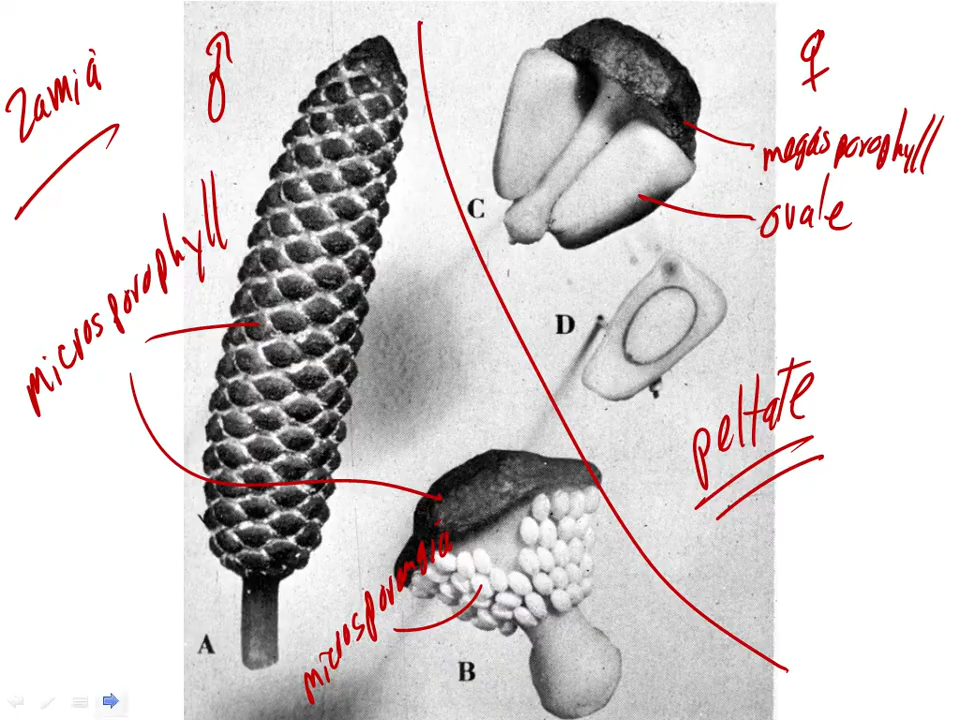 Zamia
♂
♀
megasporophyll
ovule
C
microsporophyll
D
peltate
microsporangia
A
B